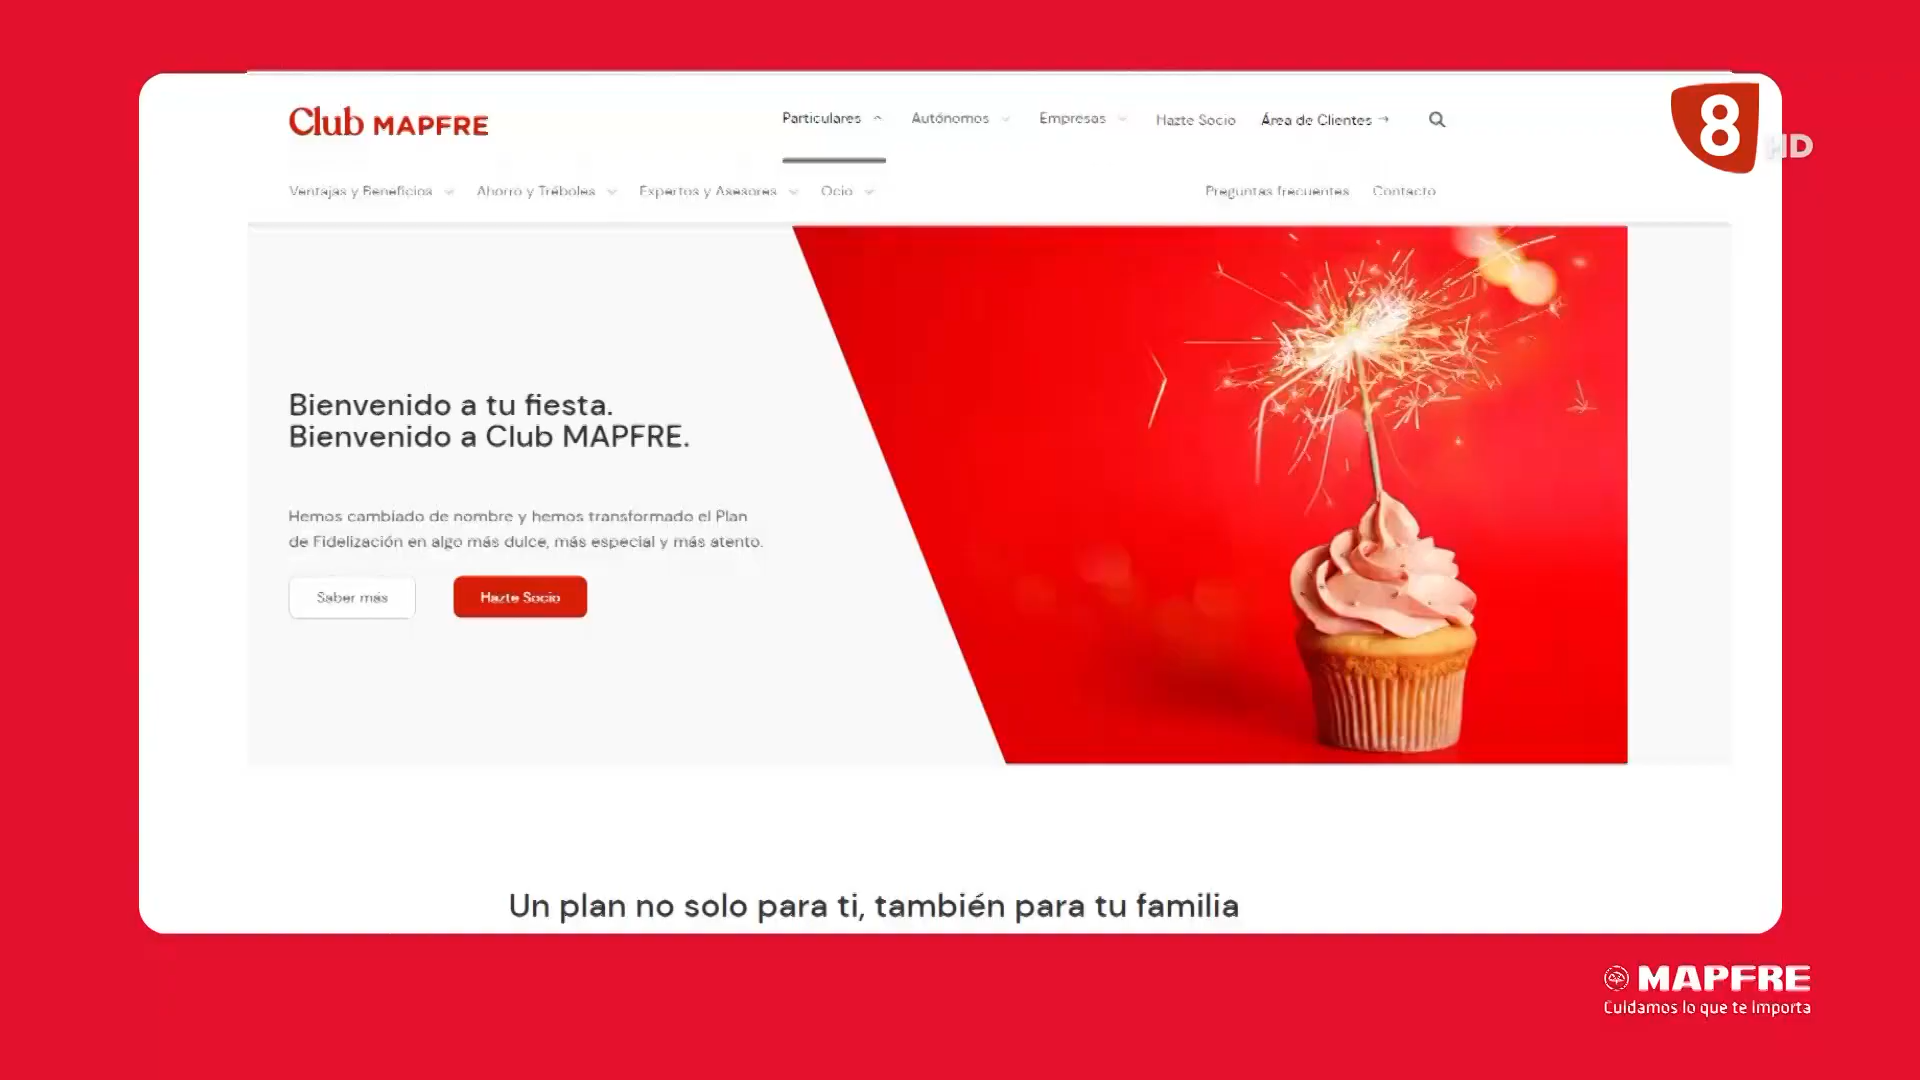 Club MAPFRE
Particulares
Autónomos
Empresas
Hazte Socio
Área de Clientes
8
HD
Ventajas y Beneficios
Ahorro y Tréboles
Expertos y Asesores
Ocio
Preguntas frecuentes
Contacto
Bienvenido a tu fiesta.
Bienvenido a Club MAPFRE.
Hemos cambiado de nombre y hemos transformado el Plan
de Fidelización en algo más dulce, más especial y más atento.
Saber más
Hazte Socio
Un plan no solo para ti, también para tu familia
MAPFRE
Cuidamos lo que te importa